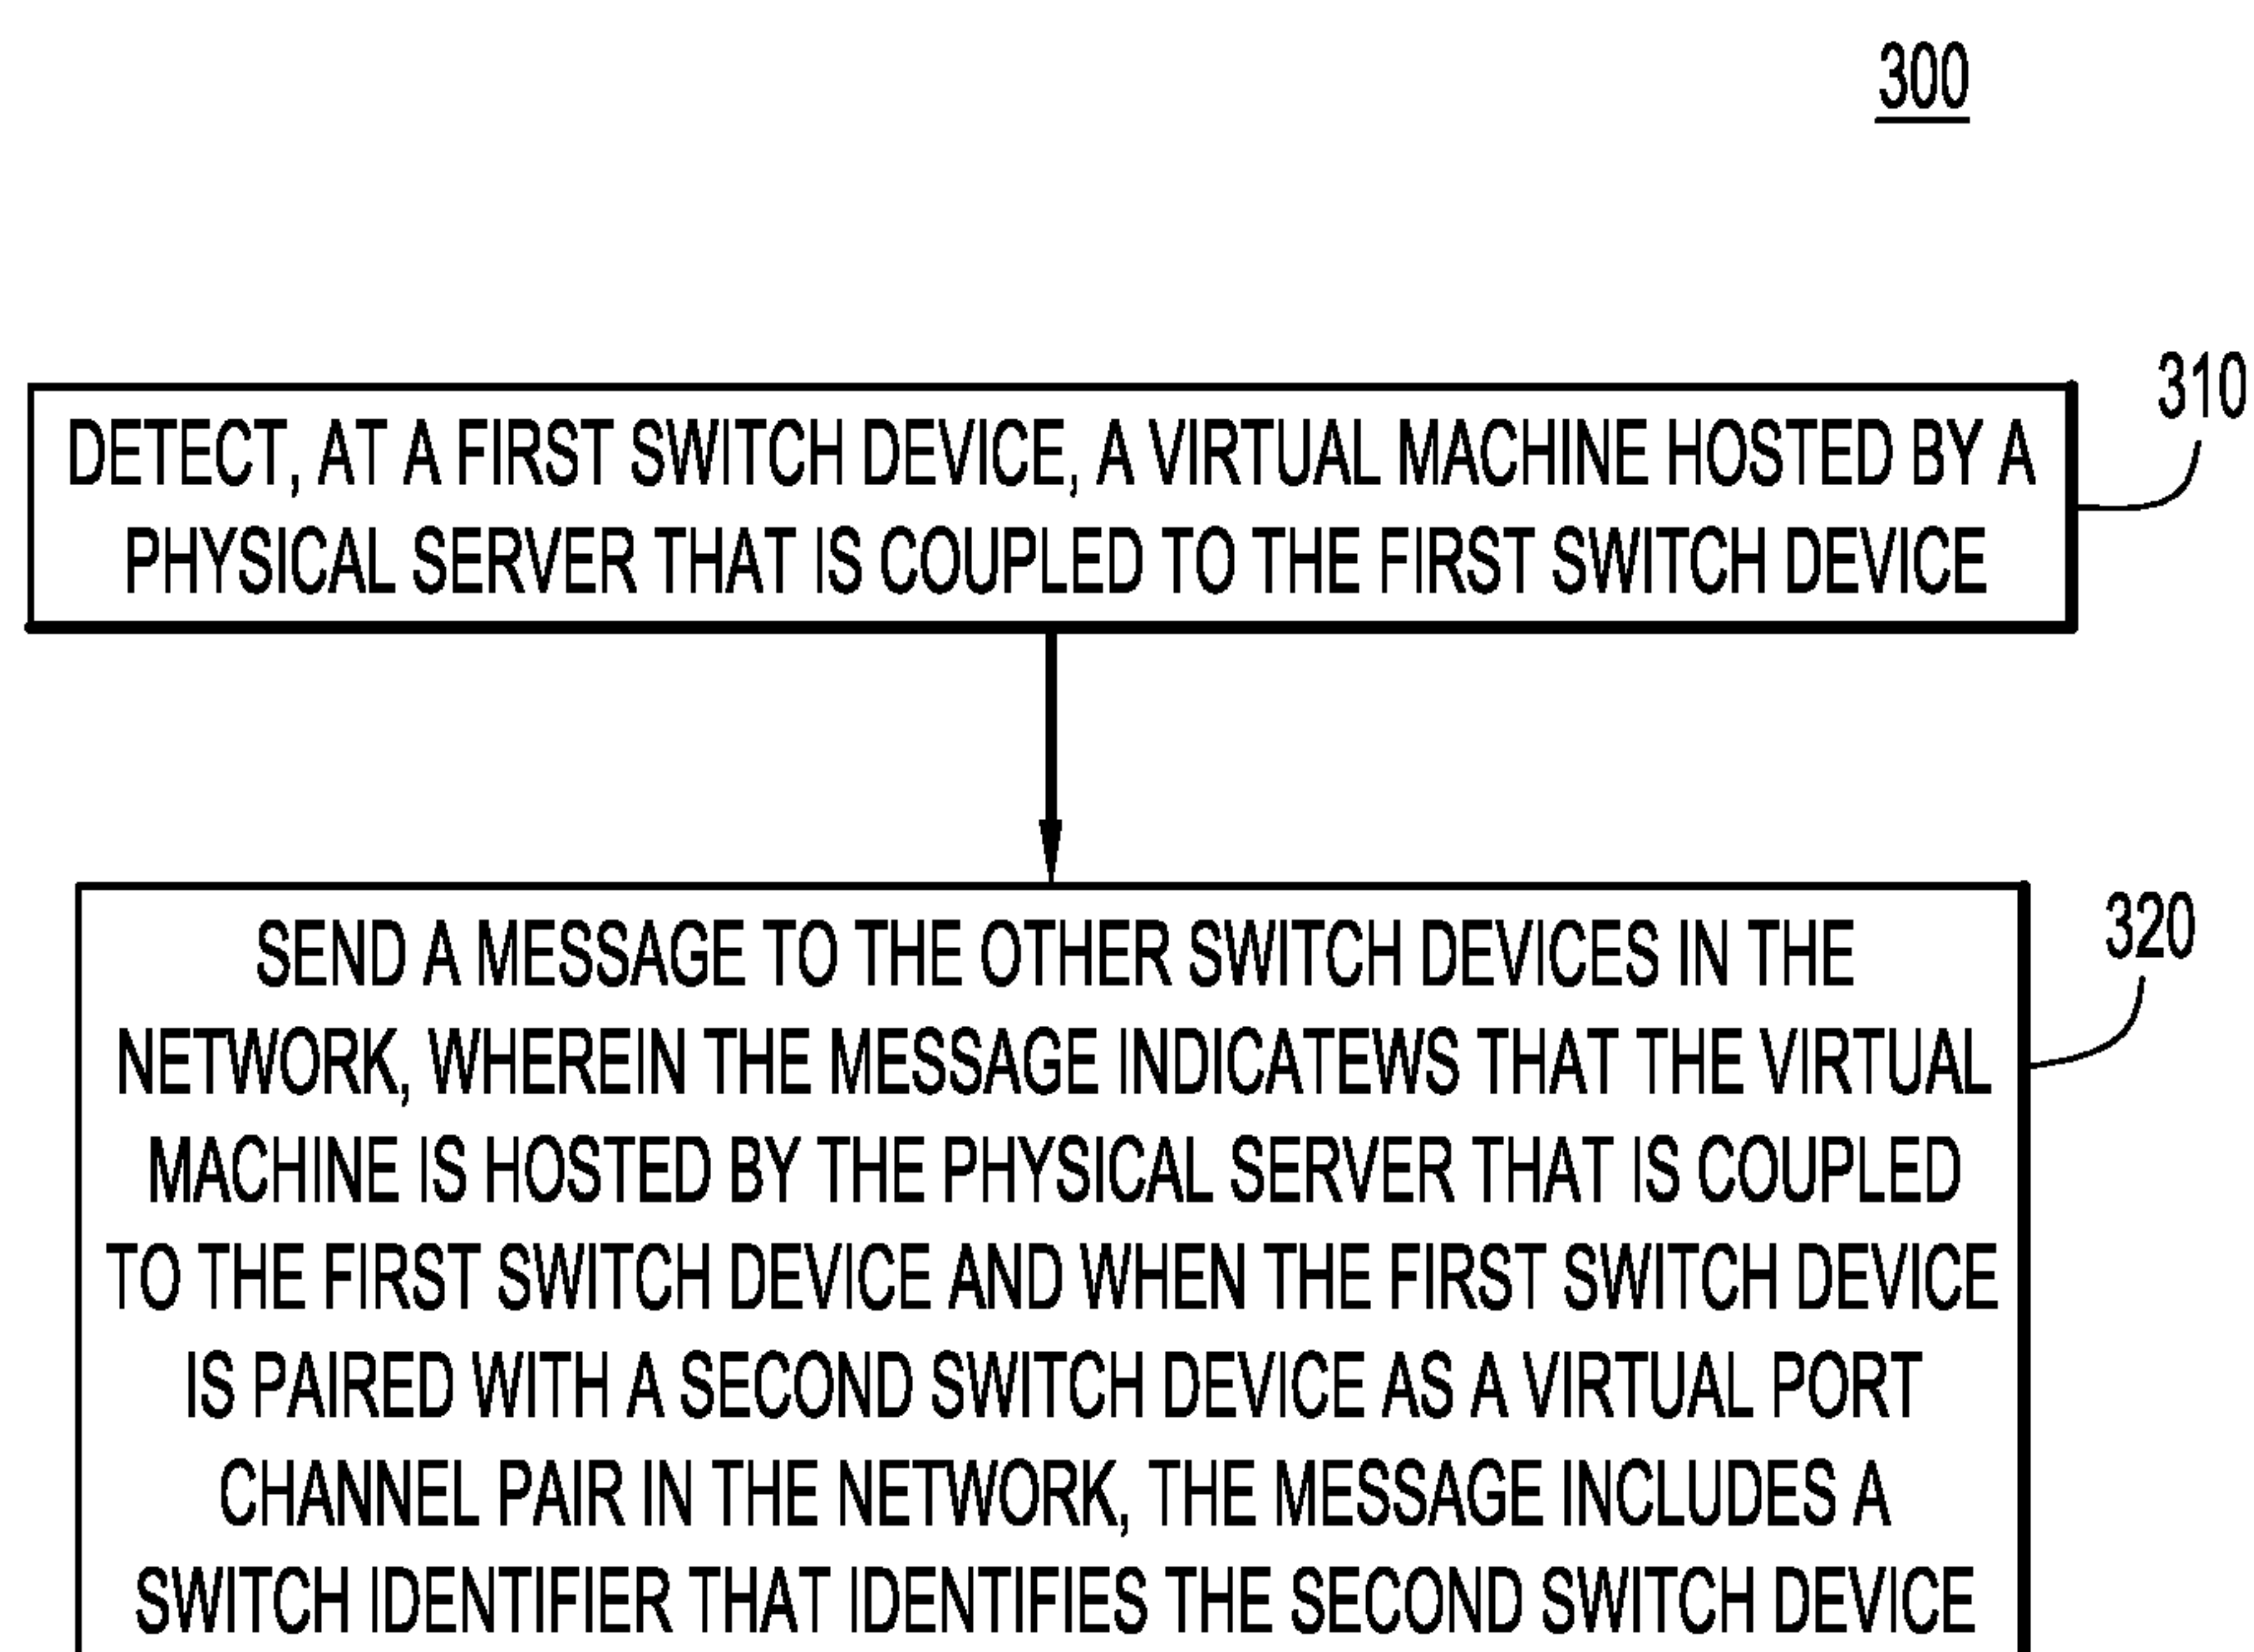 300
310
DETECT, AT A FIRST SWITCH DEVICE, A VIRTUAL MACHINE HOSTED BY A
PHYSICAL SERVER THAT IS COUPLED TO THE FIRST SWITCH DEVICE
320
SEND A MESSAGE TO THE OTHER SWITCH DEVICES IN THE
NETWORK, WHEREIN THE MESSAGE INDICATEWS THAT THE VIRTUAL
MACHINE IS HOSTED BY THE PHYSICAL SERVER THAT IS COUPLED
TO THE FIRST SWITCH DEVICE AND WHEN THE FIRST SWITCH DEVICE
IS PAIRED WITH A SECOND SWITCH DEVICE AS A VIRTUAL PORT
CHANNEL PAIR IN THE NETWORK, THE MESSAGE INCLUDES A
SWITCH IDENTIFIER THAT IDENTIFIES THE SECOND SWITCH DEVICE